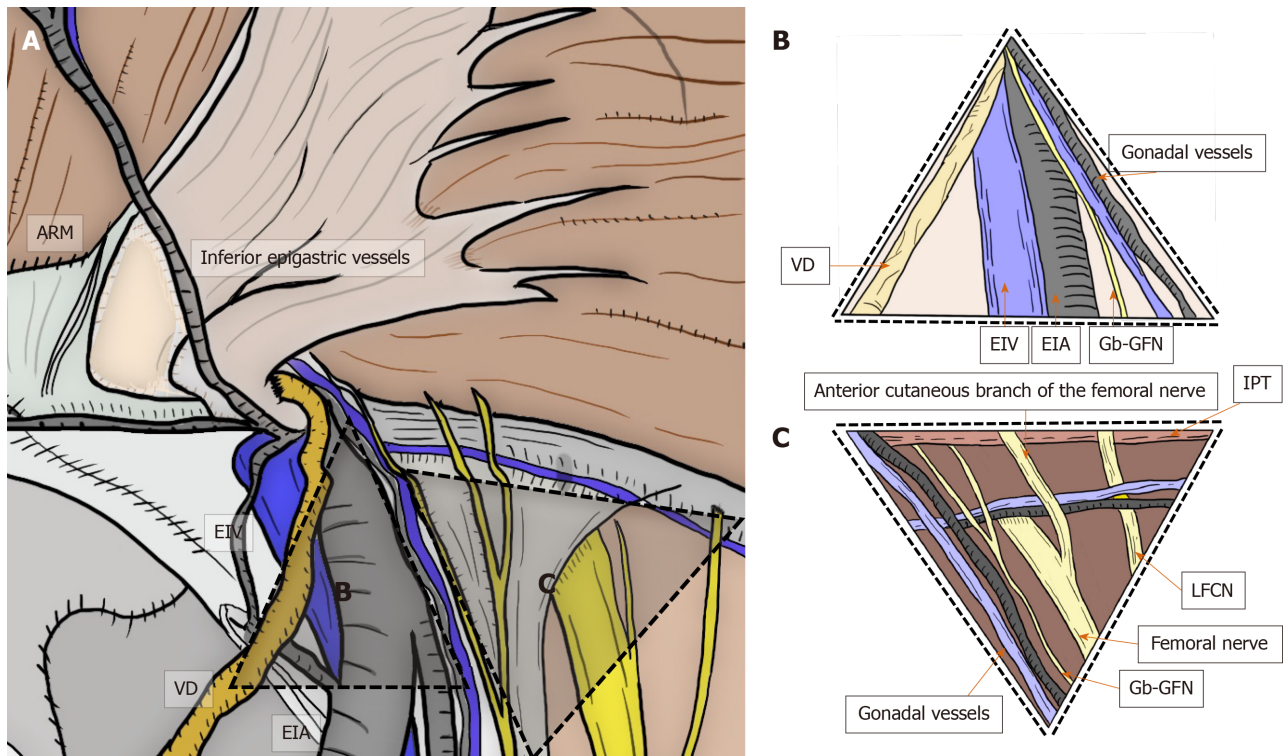 A
ARM
Inferior epigastric vessels
EIV
B
C
VD
EIA
B
Gonadal vessels
VD
EIV
EIA
Gb-GFN
Anterior cutaneous branch of the femoral nerve
IPT
C
LFCN
Femoral nerve
Gb-GFN
Gonadal vessels